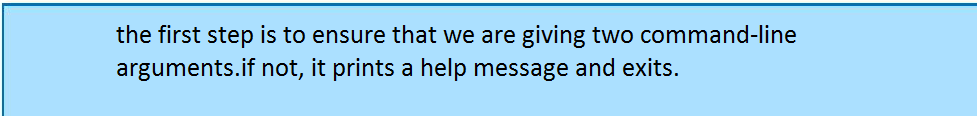 the first step is to ensure that we are giving two command-line
arguments.if not, it prints a help message and exits.